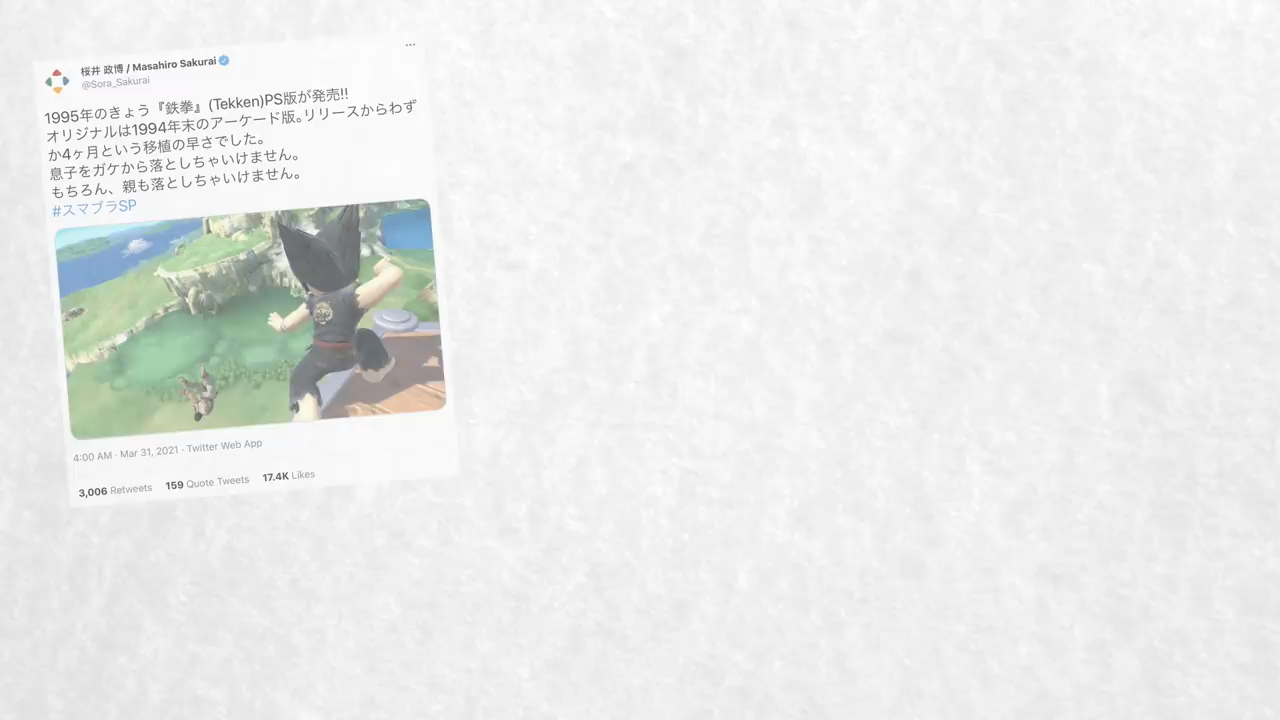 桜井 政博 / Masahiro Sakurai
@Sora_Sakurai
1995年のきょう『鉄拳』(Tekken)PS版が発売!!
オリジナルは1994年末のアーケード版。リリースからわず
か4ヶ月という移植の早さでした。
息子をガケから落としちゃいけません。
もちろん、親も落としちゃいけません。
#スマブラSP
4:00 AM · Mar 31, 2021 · Twitter Web App
3,006 Retweets 159 Quote Tweets 17.4K Likes